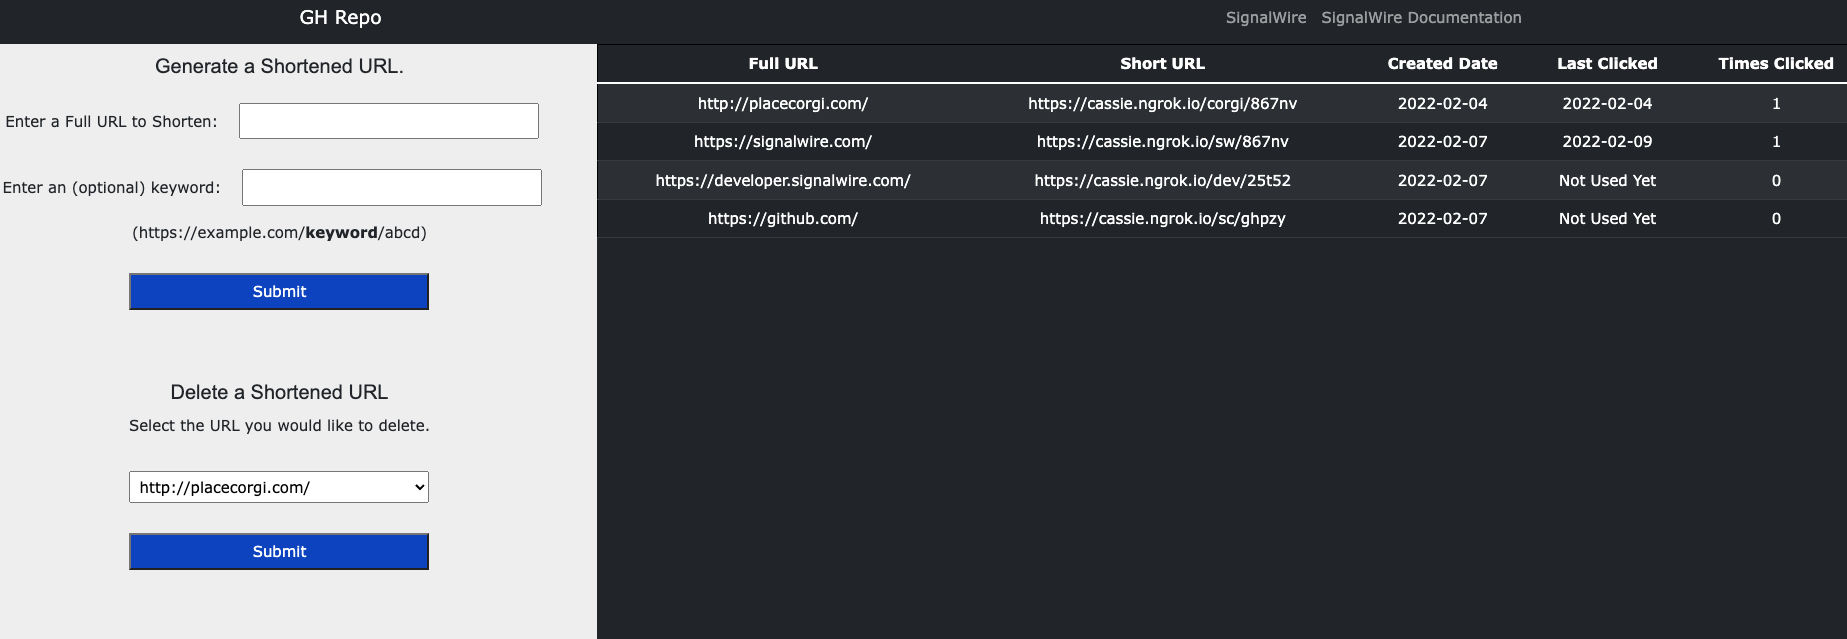 GH Repo
SignalWire SignalWire Documentation
Generate a Shortened URL.
Enter a Full URL to Shorten:
Enter an (optional) keyword:
(https://example.com/keyword/abcd)
Submit
Delete a Shortened URL
Select the URL you would like to delete.
http://placecorgi.com/
Submit
Full URL Short URL Created Date Last Clicked Times Clicked
http://placecorgi.com/ https://cassie.ngrok.io/corgi/867nv 2022-02-04 2022-02-04 1
https://signalwire.com/ https://cassie.ngrok.io/sw/867nv 2022-02-07 2022-02-09 1
https://developer.signalwire.com/ https://cassie.ngrok.io/dev/25t52 2022-02-07 Not Used Yet 0
https://github.com/ https://cassie.ngrok.io/sc/ghpzy 2022-02-07 Not Used Yet 0